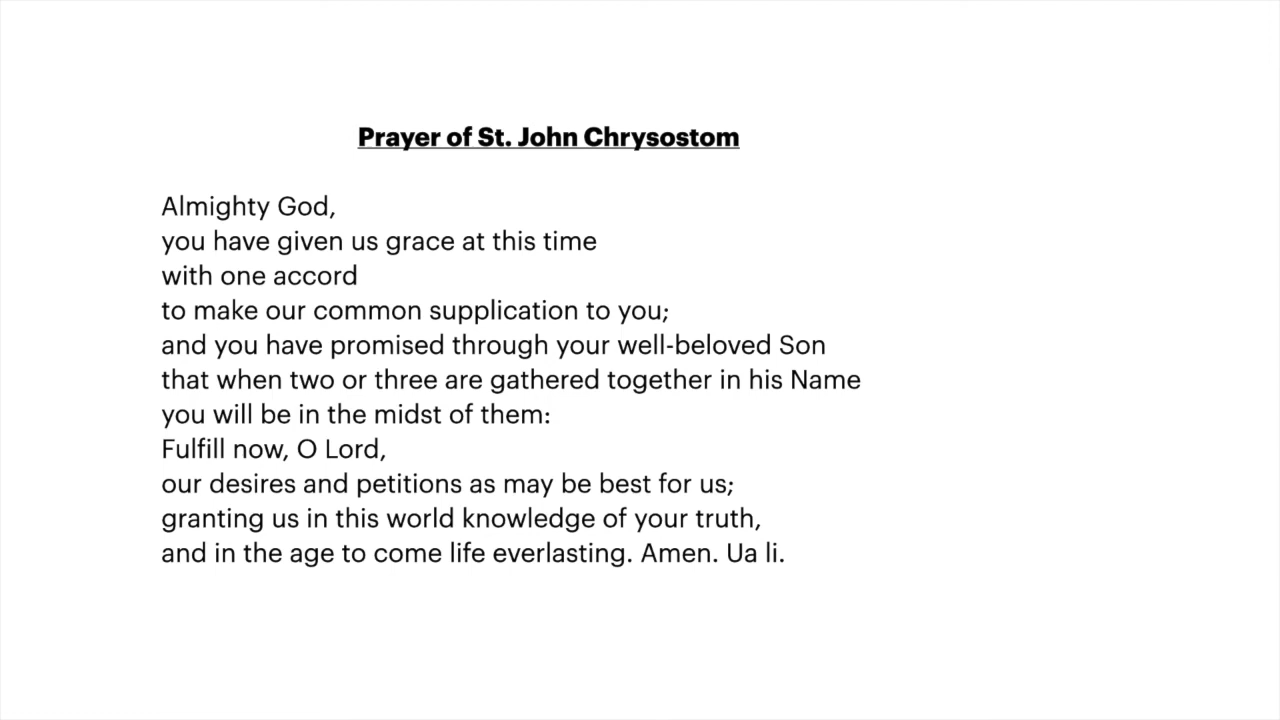 Prayer of St. John Chrysostom
Almighty God,
you have given us grace at this time
with one accord
to make our common supplication to you;
and you have promised through your well-beloved Son
that when two or three are gathered together in his Name
you will be in the midst of them:
Fulfill now, O Lord,
our desires and petitions as may be best for us;
granting us in this world knowledge of your truth,
and in the age to come life everlasting. Amen. Ua li.